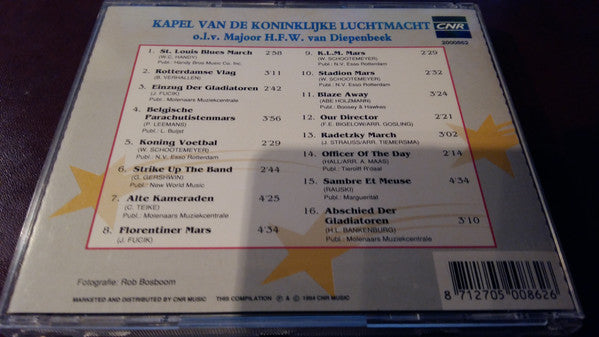 KAPEL VAN DE KONINKLIJKE LUCHTMACHT
o.l.v. Majoor H.F.W. van Diepenbeek
CNR
2000862
1. St. Louis Blues March 2'58
(W.C. HANDY)
Publ.: Handy Bros Music Co. Inc.
2. Rotterdamse Vlag 3'11
(B. VERHALLEN)
3. Einzug Der Gladiatoren 2'42
(J. FUCIK)
Publ.: Molenaars Muziekcentrale
4. Belgische
Parachutistenmars 3'56
(P. LEEMANS)
Publ.: L. Buijst
5. Koning Voetbal 2'29
(W. SCHOOTEMEYER)
Publ.: N.V. Esso Rotterdam
6. Strike Up The Band 2'44
(G. GERSHWIN)
Publ.: New World Music
7. Alte Kameraden 4'25
(C. TEIKE)
Publ.: Molenaars Muziekcentrale
8. Florentiner Mars 4'34
(J. FUCIK)
9. K.L.M. Mars 2'29
(W. SCHOOTEMEYER)
Publ.: N.V. Esso Rotterdam
10. Stadion Mars 2'32
(W. SCHOOTEMEYER)
Publ.: N.V. Esso Rotterdam
11. Blaze Away 3'24
(ABE HOLZMANN)
Publ.: Boosey & Hawkes
12. Our Director 2'21
(F.E. BIGELOW/ARR. GOSLING)
13. Radetzky March 3'02
(J. STRAUSS/ARR. TIEMERSMA)
14. Officer Of The Day 2'14
(HALL/ARR. A. MAAS)
Publ.: Tierolff R'daal
15. Sambre Et Meuse 4'34
(RAUSKI)
Publ.: Margueritat
16. Abschied Der
Gladiatoren 3'10
(H.L. BANKENBURG)
Publ.: Molenaars Muziekcentrale
Fotografie: Rob Bosboom
MARKETED AND DISTRIBUTED BY CNR MUSIC THIS COMPILATION ℗ & © 1994 CNR MUSIC
8 712705 008626